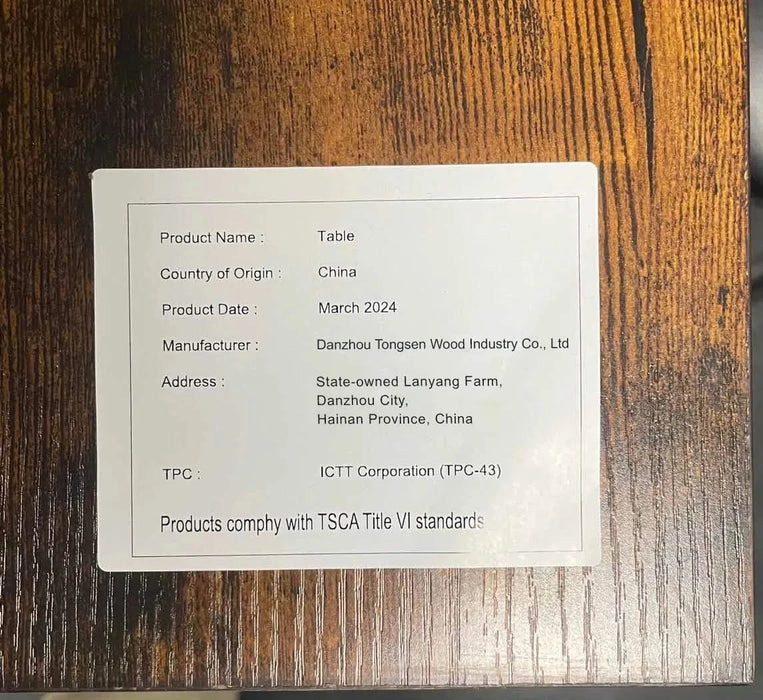 Product Name : Table
Country of Origin : China
Product Date : March 2024
Manufacturer : Danzhou Tongsen Wood Industry Co., Ltd
Address : State-owned Lanyang Farm,
Danzhou City,
Hainan Province, China
TPC : ICTT Corporation (TPC-43)
Products comphy with TSCA Title VI standards